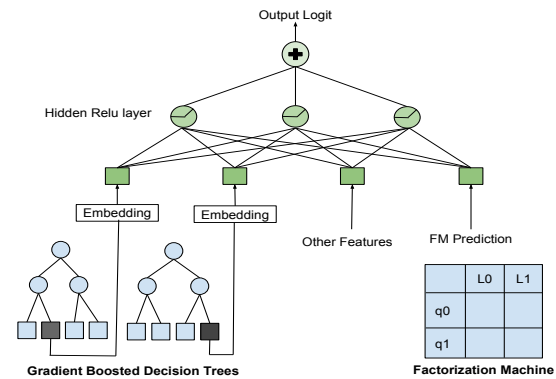 Output Logit
Hidden Relu layer
Embedding
Embedding
Other Features
FM Prediction
L0 L1
q0
q1
Gradient Boosted Decision Trees
Factorization Machine